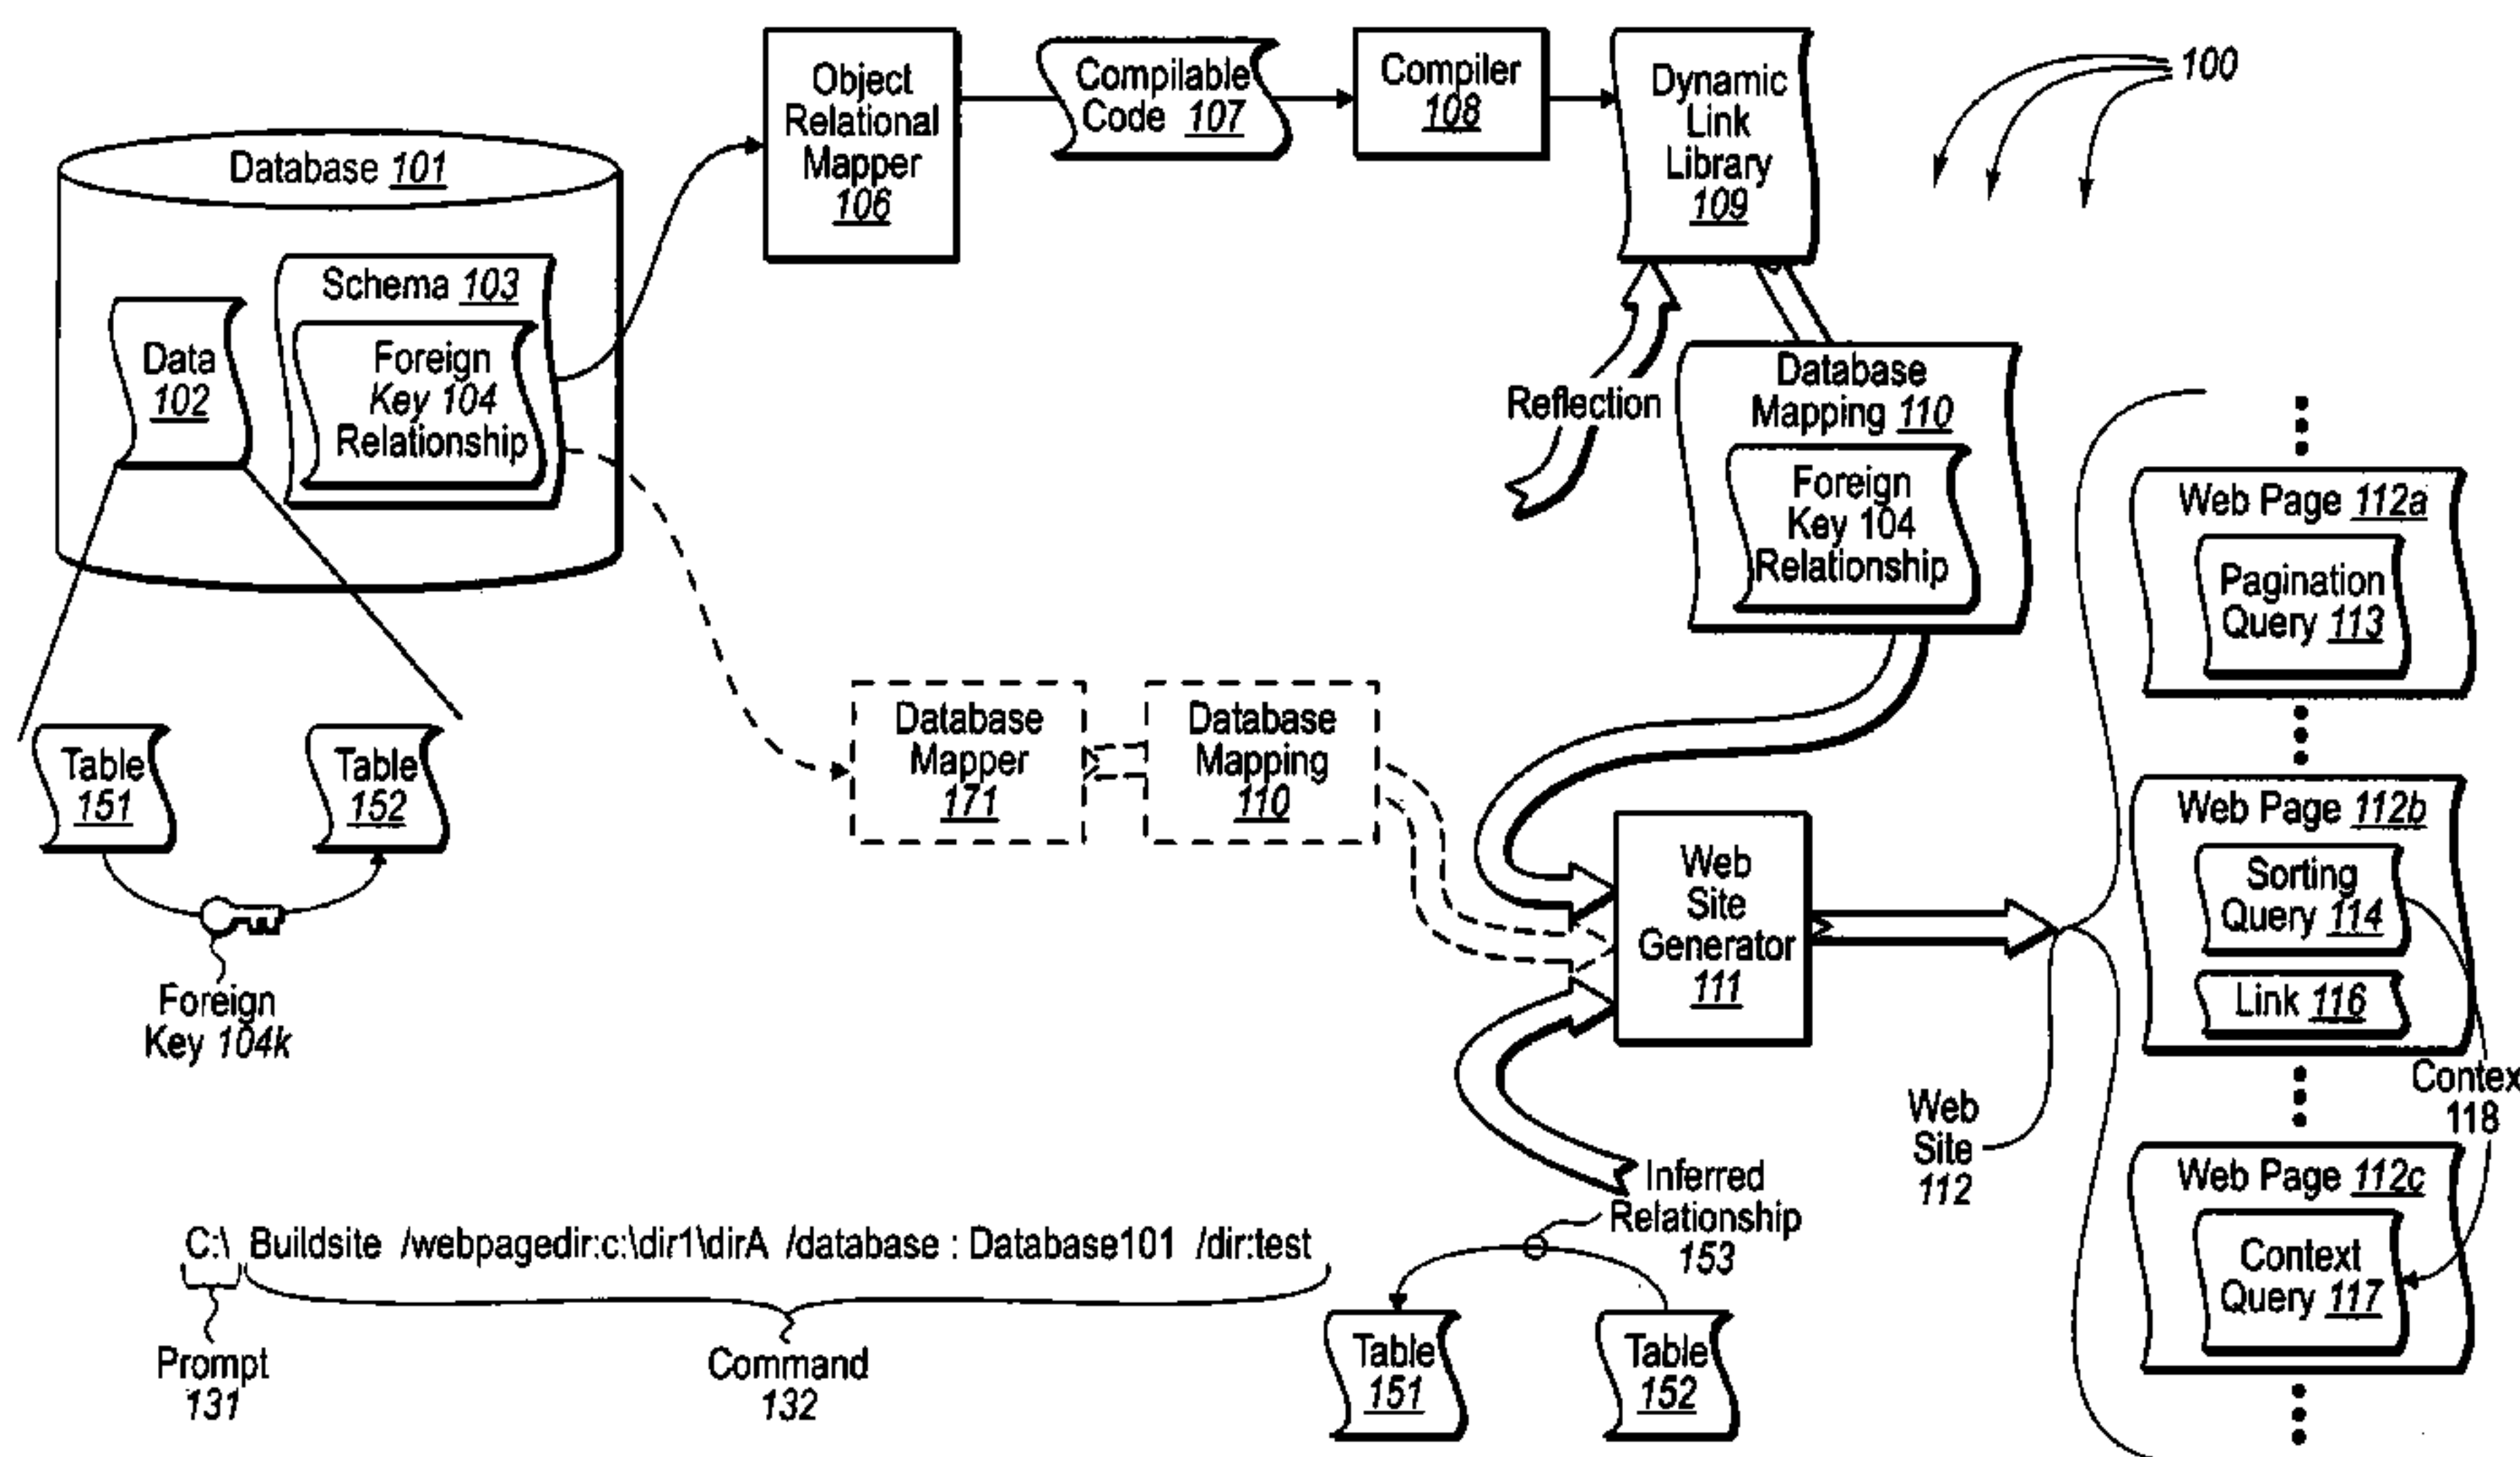 100
Object
Relational
Mapper
106
Compilable
Code 107
Compiler
108
Dynamic
Link
Library
109
Database 101
Schema 103
Data
102
Foreign
Key 104
Relationship
Reflection
Database
Mapping 110
Foreign
Key 104
Relationship
Table
151
Table
152
Foreign
Key 104k
Database
Mapper
171
Database
Mapping
110
Web
Site
Generator
111
Inferred
Relationship
153
Table
151
Table
152
Web
Site
112
Web Page 112a
Pagination
Query 113
Web Page 112b
Sorting
Query 114
Link 116
Contex
118
Web Page 112c
Context
Query 117
C:\ Buildsite /webpagedir:c:\dir1\dirA /database : Database101 /dir:test
Prompt
131
Command
132